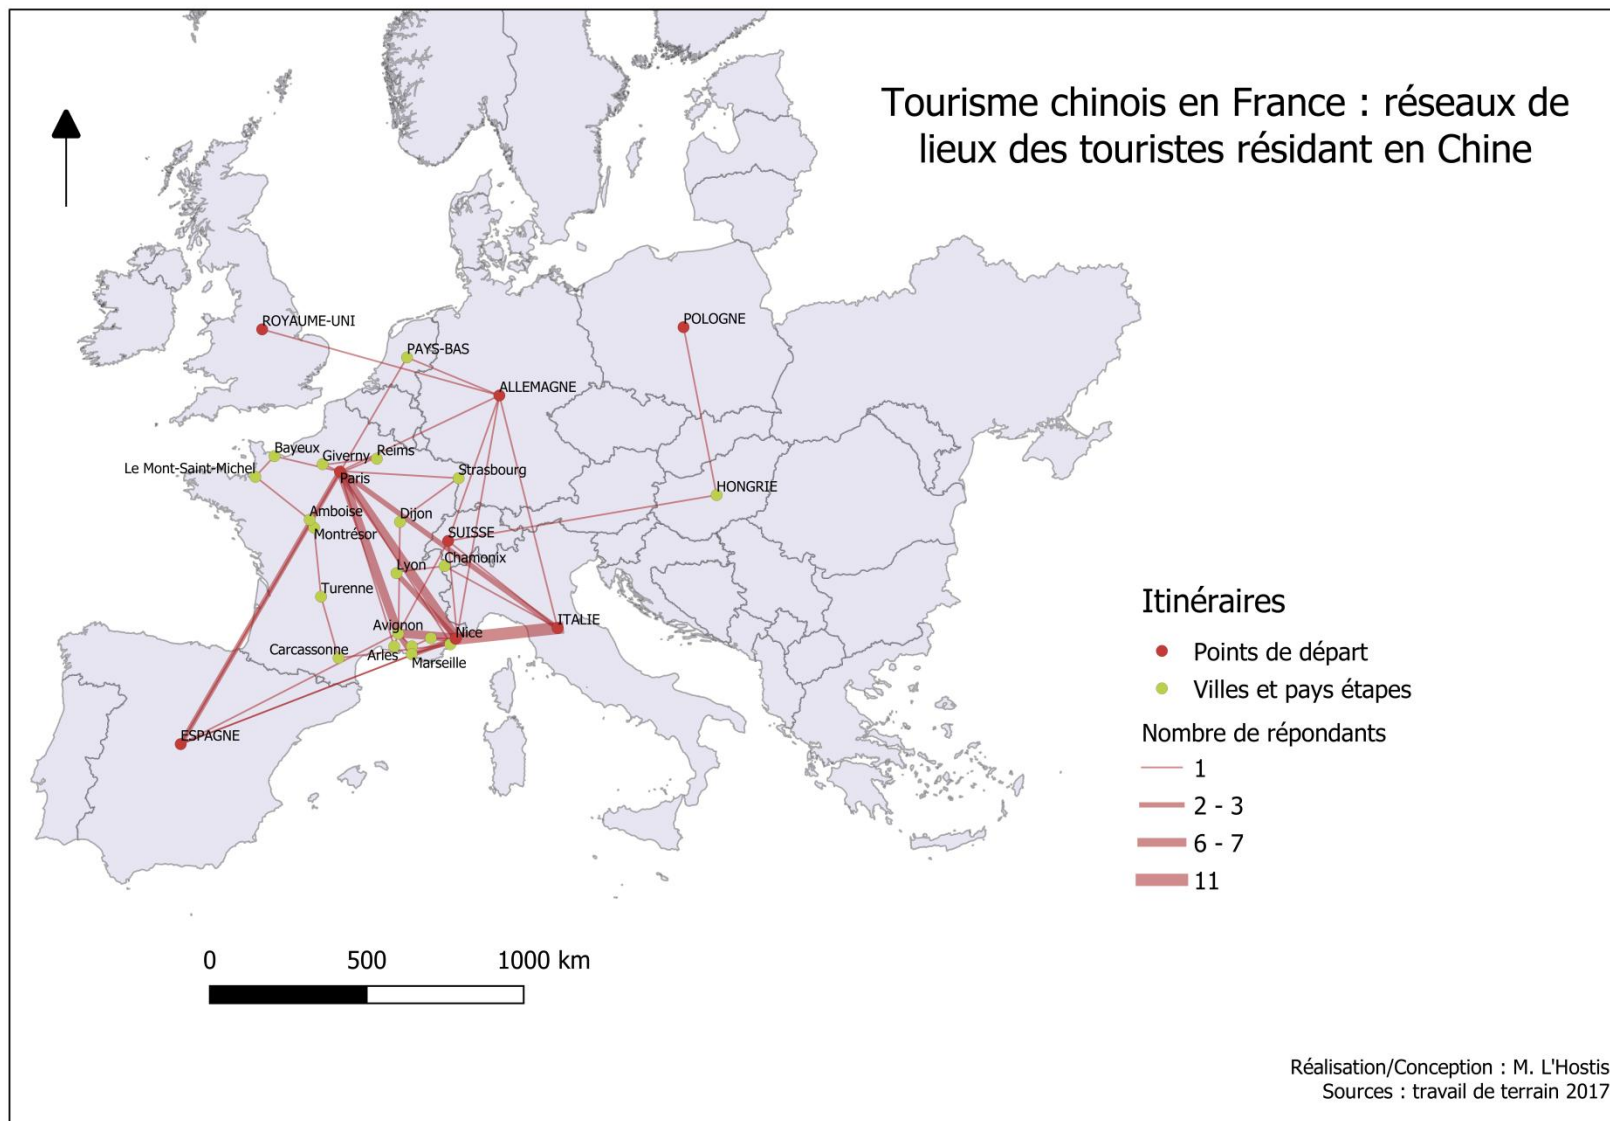 Tourisme chinois en France : réseaux de
lieux des touristes résidant en Chine
ROYAUME-UNI
POLOGNE
PAYS-BAS
ALLEMAGNE
Bayeux
Giverny
Reims
Le Mont-Saint-Michel
Paris
Strasbourg
HONGRIE
Amboise
Dijon
Montrésor
SUISSE
Chamonix
Lyon
Turenne
ITALIE
Avignon
Nice
Carcassonne
Arles
Marseille
ESPAGNE
Itinéraires
Points de départ
Villes et pays étapes
Nombre de répondants
1
2 - 3
6 - 7
11
0 500 1000 km
Réalisation/Conception : M. L'Hostis
Sources : travail de terrain 2017